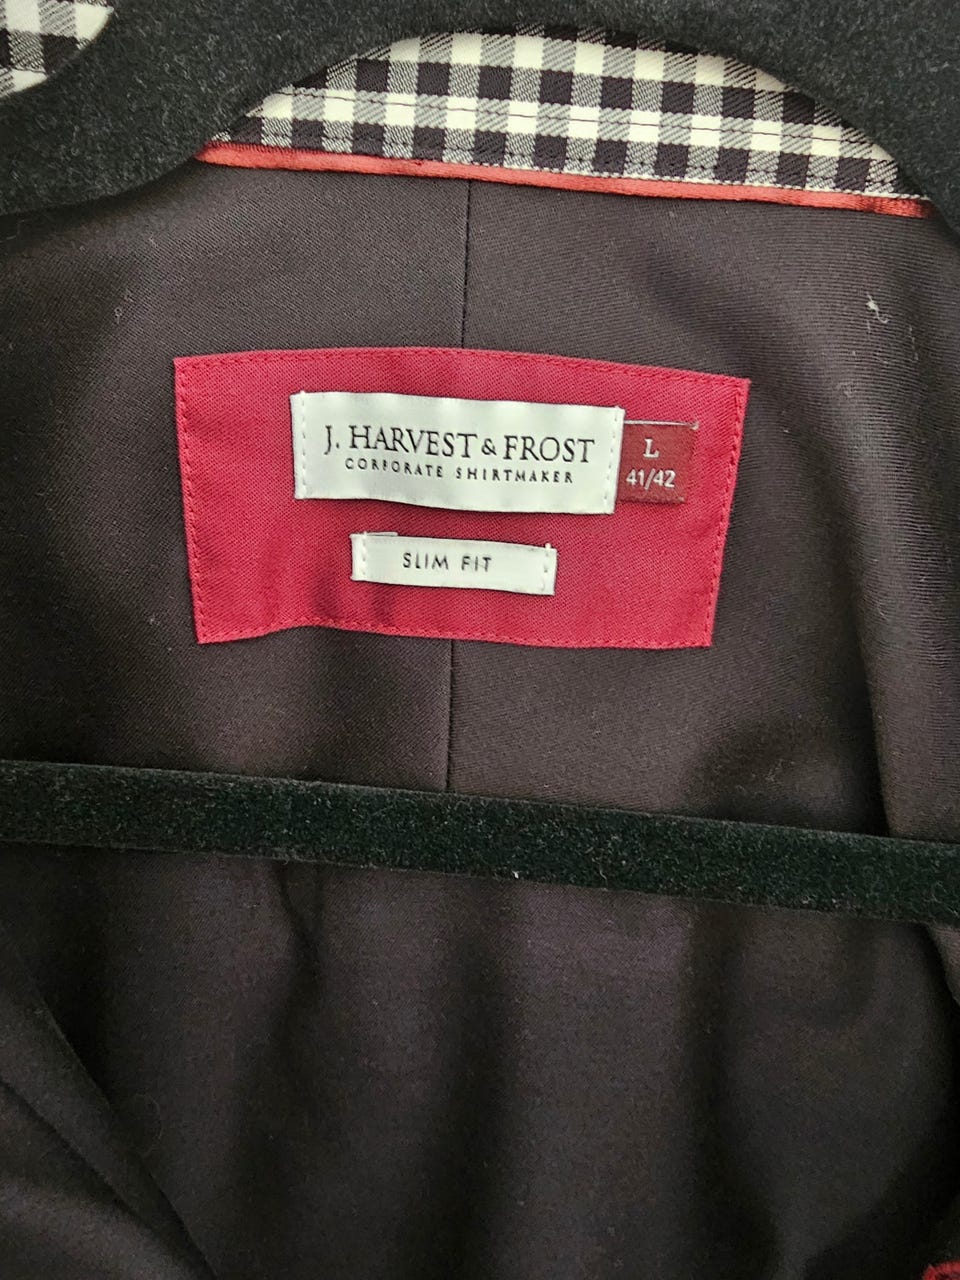 J. HARVEST & FROST
CORPORATE SHIRTMAKER
L
41/42
SLIM FIT